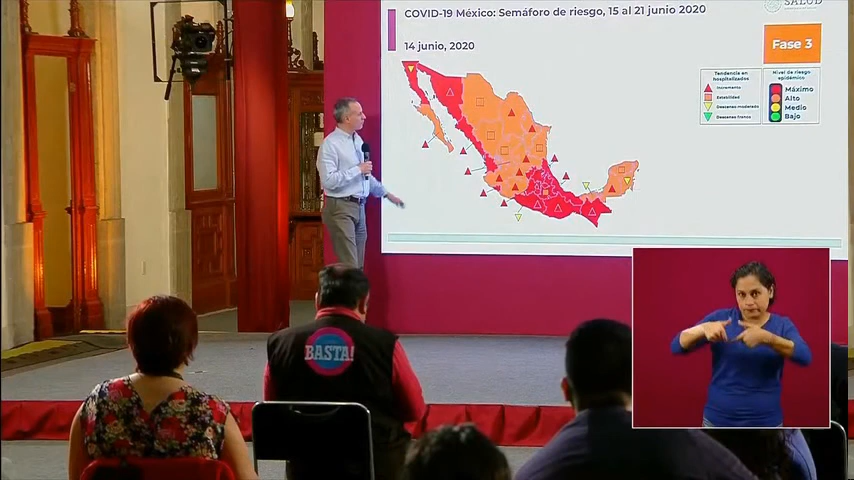 COVID-19 México: Semáforo de riesgo, 15 al 21 junio 2020
SALUD
14 junio, 2020
Fase 3
Tendencia en
hospitalizados
Incremento
Estabilidad
Descenso moderado
Descenso franco
Nivel de riesgo
epidémico
Máximo
Alto
Medio
Bajo
BASTA!